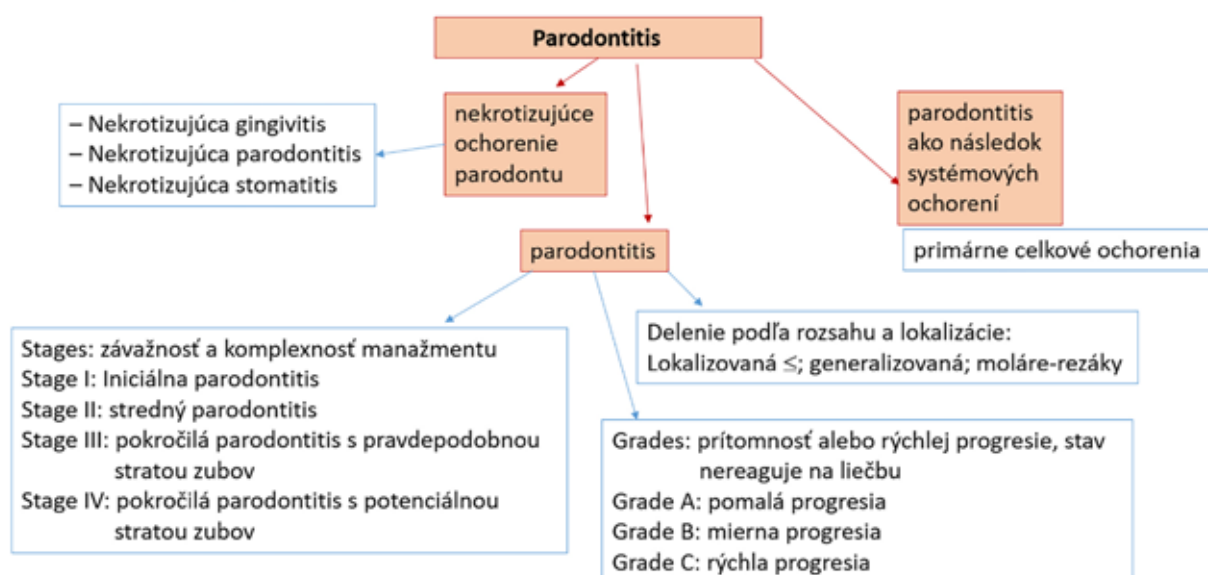 Parodontitis
– Nekrotizujúca gingivitis
– Nekrotizujúca parodontitis
– Nekrotizujúca stomatitis
nekrotizujúce
ochorenie
parodontu
parodontitis
ako následok
systémových
ochorení
primárne celkové ochorenia
parodontitis
Stages: závažnosť a komplexnosť manažmentu
Stage I: Iniciálna parodontitis
Stage II: stredný parodontitis
Stage III: pokročilá parodontitis s pravdepodobnou
stratou zubov
Stage IV: pokročilá parodontitis s potenciálnou
stratou zubov
Delenie podľa rozsahu a lokalizácie:
Lokalizovaná ≤; generalizovaná; moláre-rezáky
Grades: prítomnosť alebo rýchlej progresie, stav
nereaguje na liečbu
Grade A: pomalá progresia
Grade B: mierna progresia
Grade C: rýchla progresia